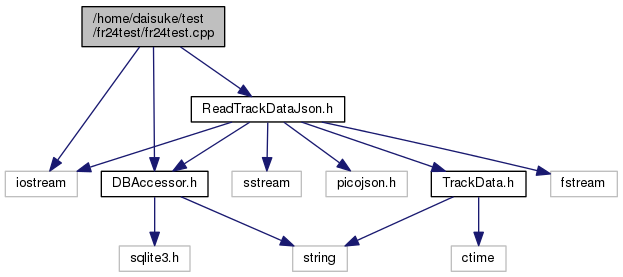 /home/daisuke/test
/fr24test/fr24test.cpp
ReadTrackDataJson.h
iostream
DBAccessor.h
sstream
picojson.h
TrackData.h
fstream
sqlite3.h
string
ctime